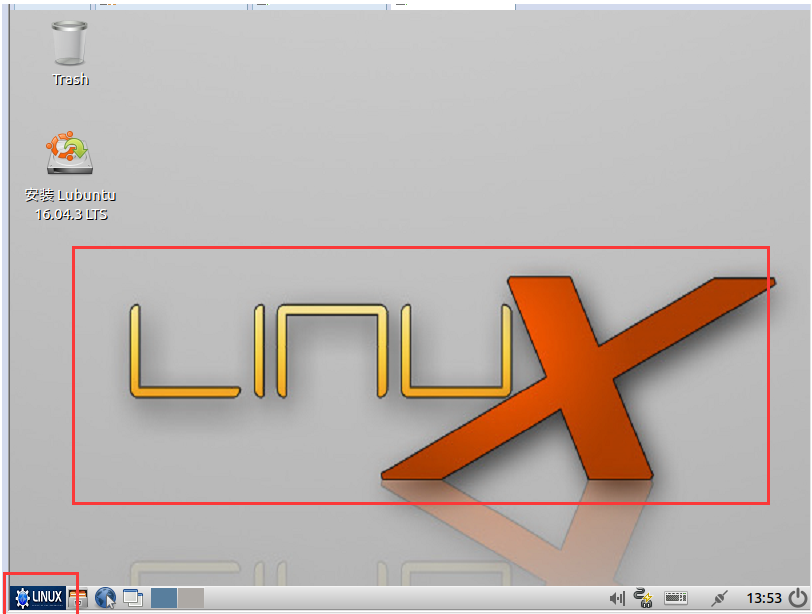 Trash
安装 Lubuntu
16.04.3 LTS
LINUX
LINUX
13:53